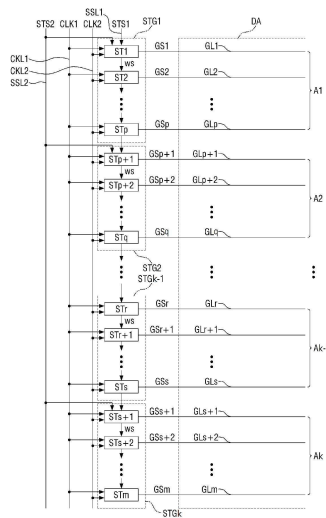 SSL1 STG1
STS2 CLK1 CLK2 STS1 DA
CKL1
CKL2
SSL2
ST1 GS1 GL1
ws
ST2 GS2 GL2
A1
STp GSp GLp
STp+1 GSp+1 GLp+1
ws
STp+2 GSp+2 GLp+2
A2
STq GSq GLq
STG2
STGk-1
STr GSr GLr
ws
STr+1 GSr+1 GLr+1
Ak-
STs GSs GLs
STs+1 GSs+1 GLs+1
ws
STs+2 GSs+2 GLs+2
Ak
STm GSm GLm
STGk